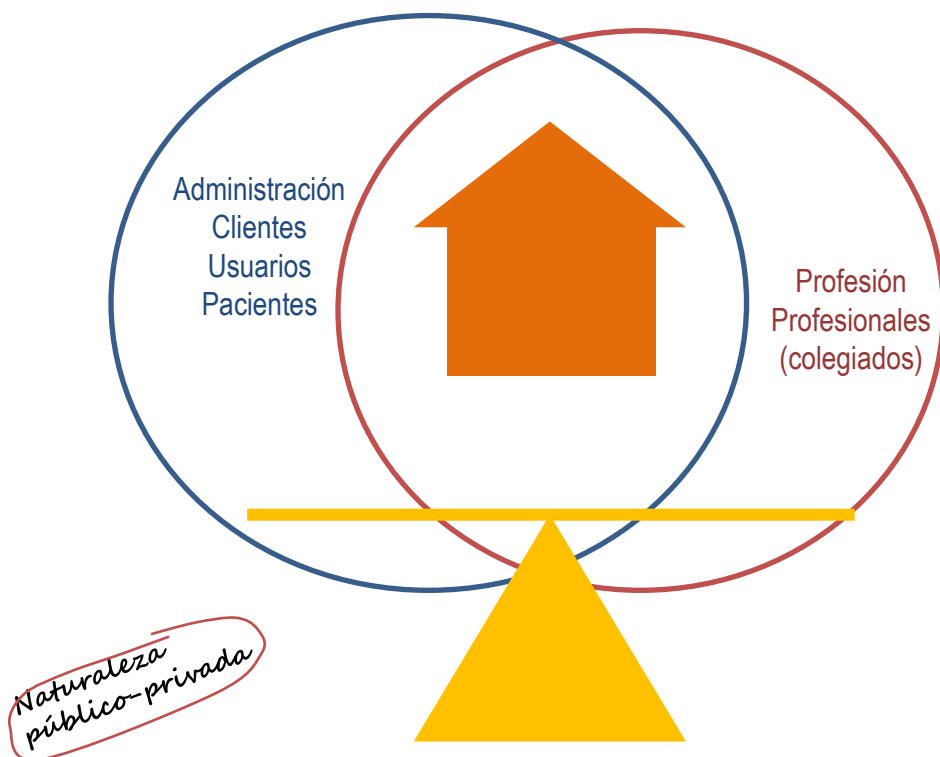 Administración
Clientes
Usuarios
Pacientes
Profesión
Profesionales
(colegiados)
Naturaleza
público-privada